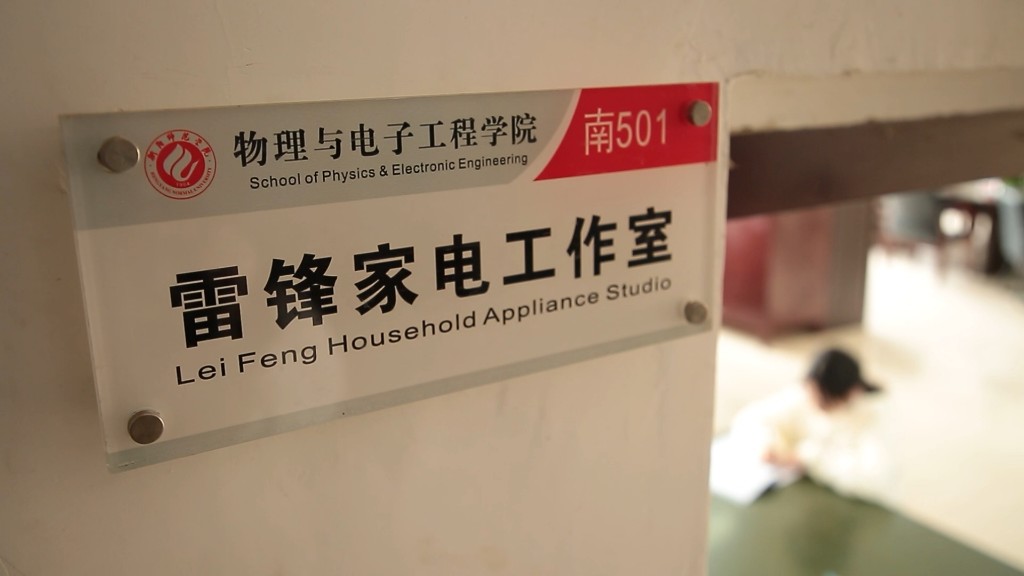 物理与电子工程学院
School of Physics & Electronic Engineering
南501
雷锋家电工作室
Lei Feng Household Appliance Studio